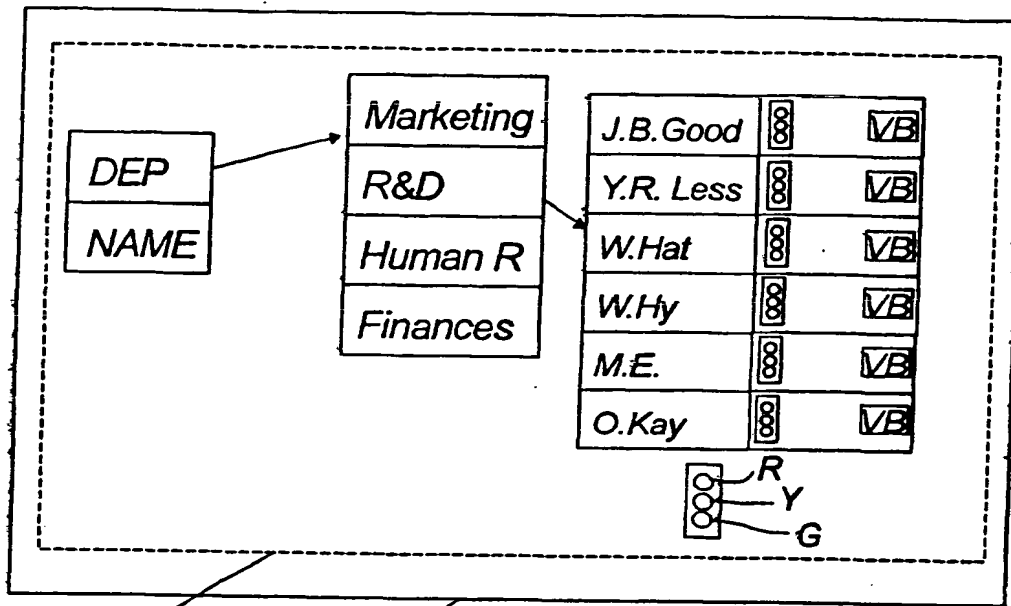 DEP
NAME
Marketing
R&D
Human R
Finances
J.B.Good VB
Y.R. Less VB
W.Hat VB
W.Hy VB
M.E. VB
O.Kay VB
R
Y
G